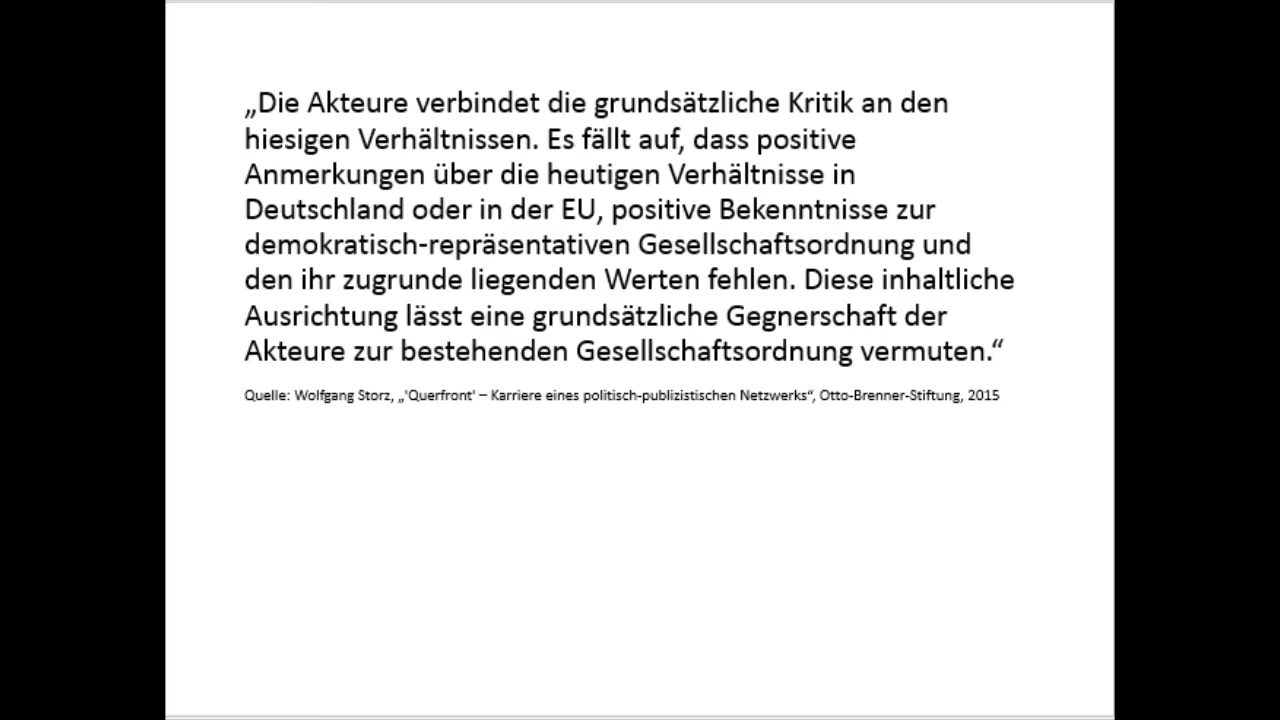 „Die Akteure verbindet die grundsätzliche Kritik an den
hiesigen Verhältnissen. Es fällt auf, dass positive
Anmerkungen über die heutigen Verhältnisse in
Deutschland oder in der EU, positive Bekenntnisse zur
demokratisch-repräsentativen Gesellschaftsordnung und
den ihr zugrunde liegenden Werten fehlen. Diese inhaltliche
Ausrichtung lässt eine grundsätzliche Gegnerschaft der
Akteure zur bestehenden Gesellschaftsordnung vermuten.“
Quelle: Wolfgang Storz, „'Querfront' – Karriere eines politisch-publizistischen Netzwerks“, Otto-Brenner-Stiftung, 2015